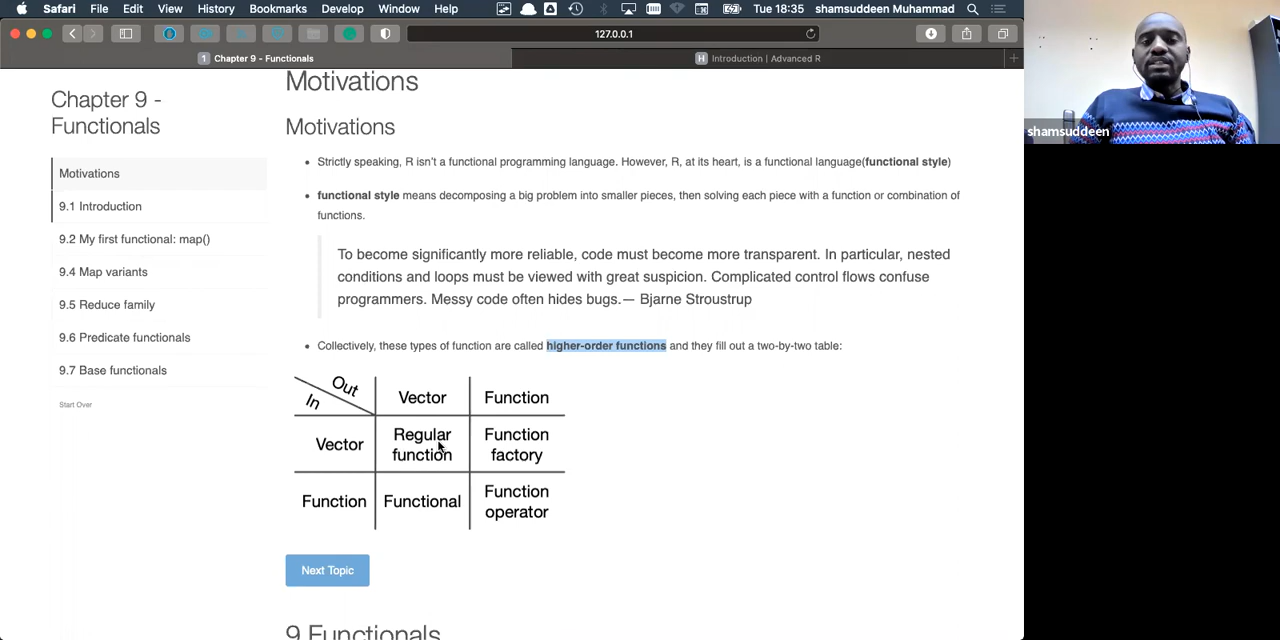 Safari File Edit View History Bookmarks Develop Window Help Tue 18:35 shamsuddeen Muhammad
127.0.0.1
1 Chapter 9 - Functionals
H Introduction | Advanced R
Chapter 9 -
Functionals
Motivations
9.1 Introduction
9.2 My first functional: map()
9.4 Map variants
9.5 Reduce family
9.6 Predicate functionals
9.7 Base functionals
Start Over
Motivations
Motivations
• Strictly speaking, R isn't a functional programming language. However, R, at its heart, is a functional language(functional style)
• functional style means decomposing a big problem into smaller pieces, then solving each piece with a function or combination of
functions.
To become significantly more reliable, code must become more transparent. In particular, nested
conditions and loops must be viewed with great suspicion. Complicated control flows confuse
programmers. Messy code often hides bugs.— Bjarne Stroustrup
• Collectively, these types of function are called higher-order functions and they fill out a two-by-two table:
Out
In
Vector Function
Vector
Regular
function
Function
factory
Function
Functional
Function
operator
Next Topic
9 Functionals
shamsuddeen